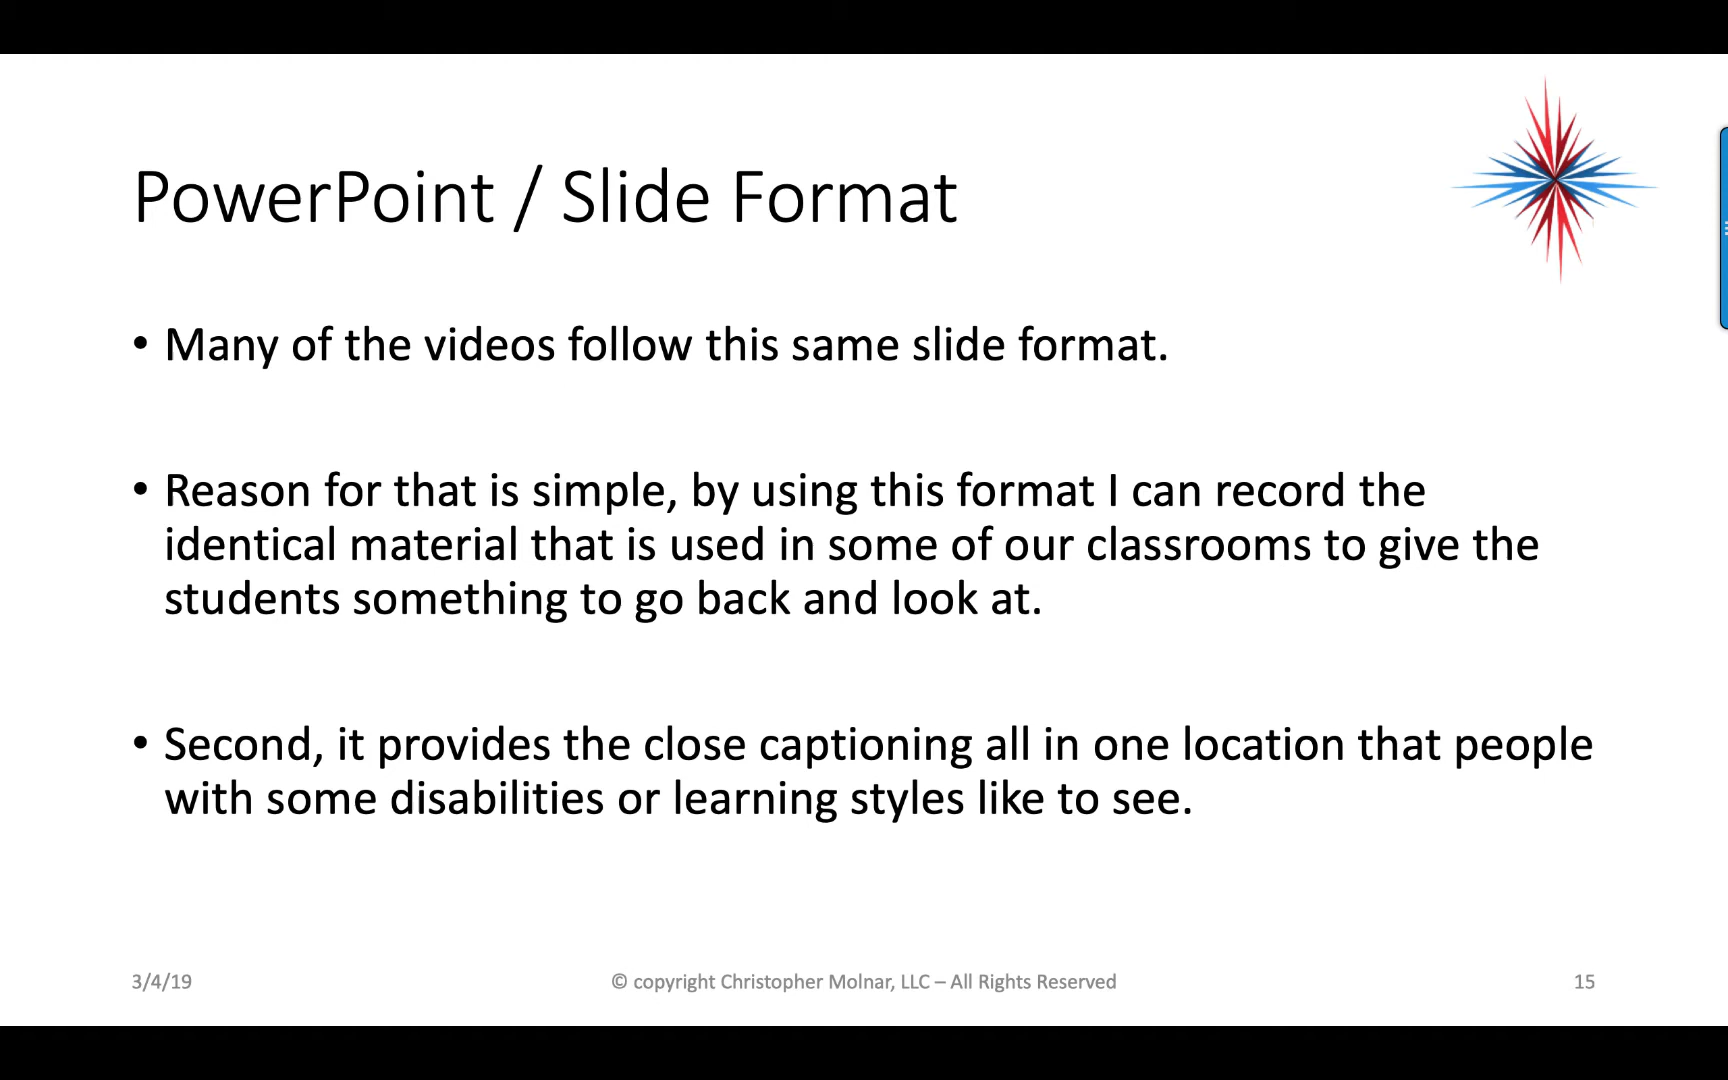 PowerPoint / Slide Format
• Many of the videos follow this same slide format.
• Reason for that is simple, by using this format I can record the
identical material that is used in some of our classrooms to give the
students something to go back and look at.
• Second, it provides the close captioning all in one location that people
with some disabilities or learning styles like to see.
3/4/19
© copyright Christopher Molnar, LLC – All Rights Reserved
15